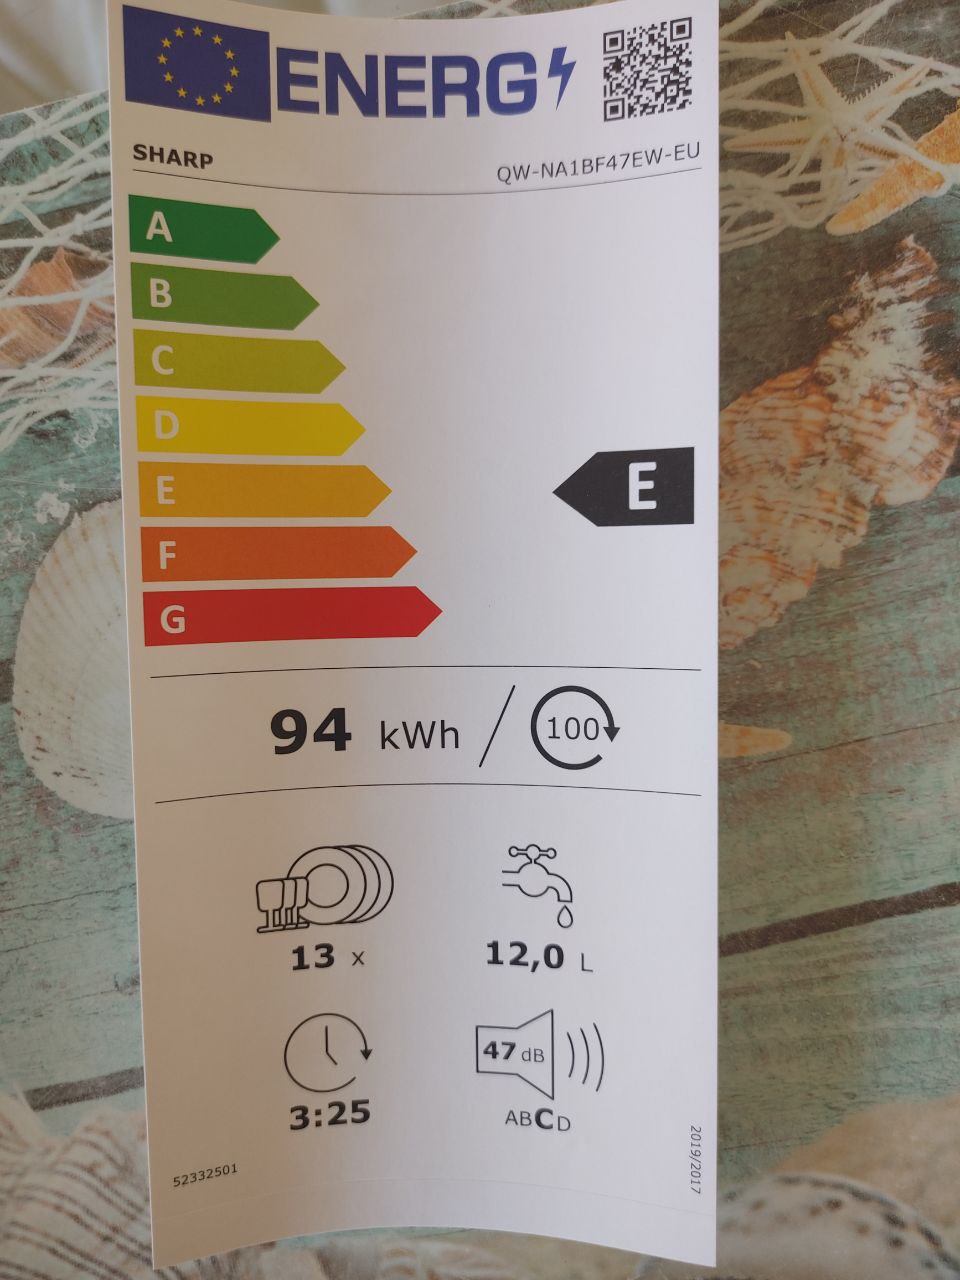 ENERG
SHARP
QW-NA1BF47EW-EU
A
B
C
D
E
E
F
G
94 kWh / 100
13 x
12,0 L
3:25
47 dB
ABCD
52332501
2019/2017